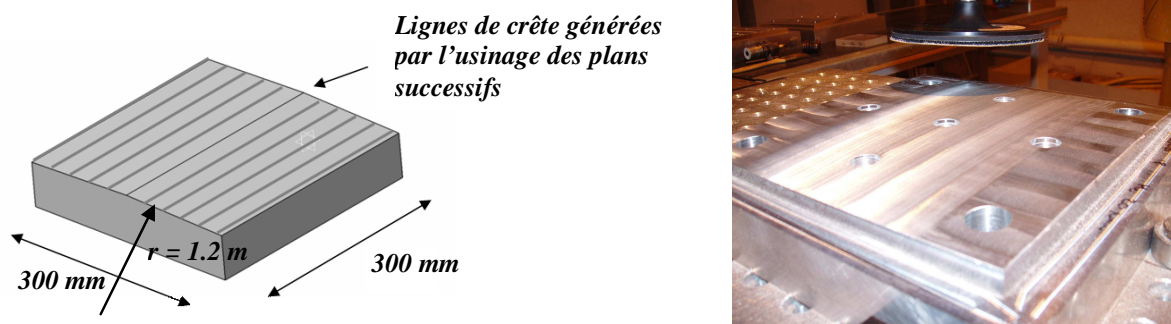 Lignes de crête générées
par l'usinage des plans
successifs
r = 1.2 m
300 mm
300 mm